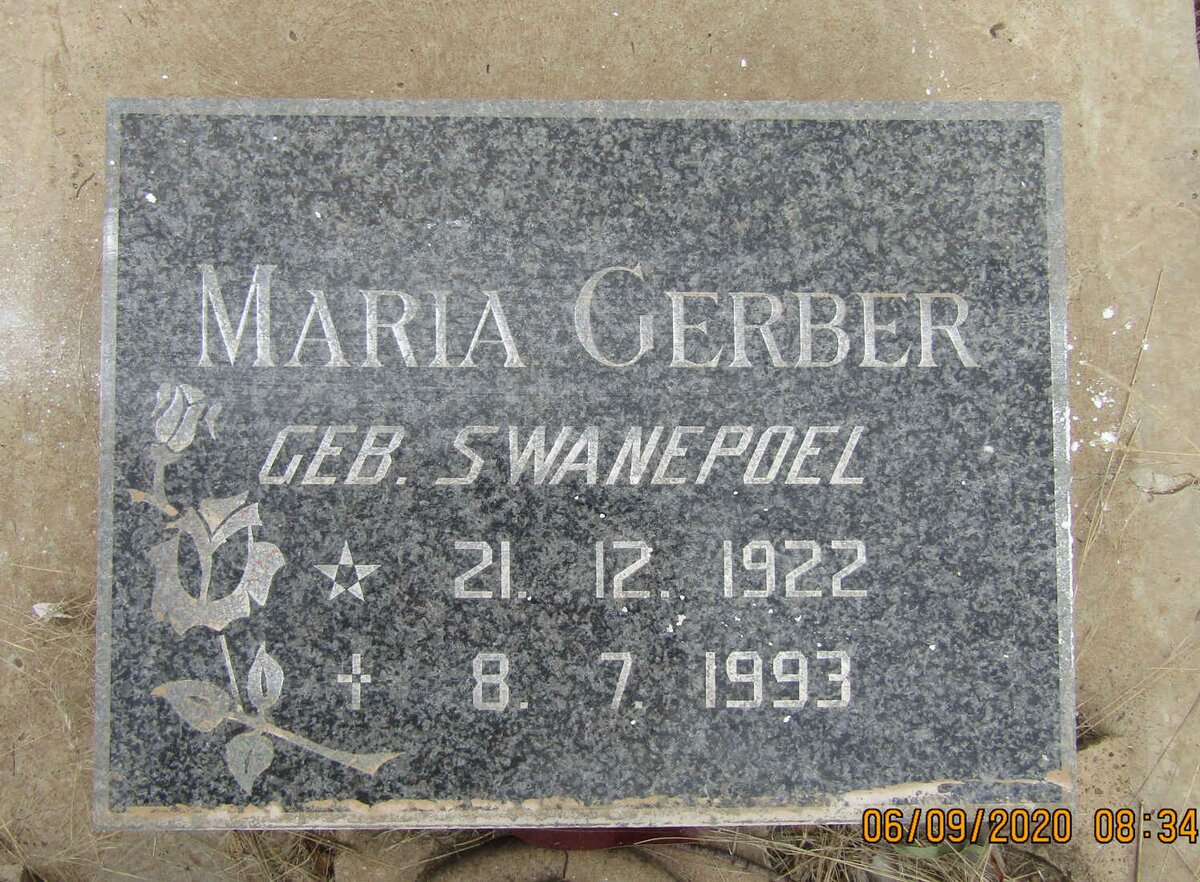 MARIA GERBER
GEB. SWANEPOEL
☆ 21. 12. 1922
✝ 8. 7. 1993
06/09/2020 08:34